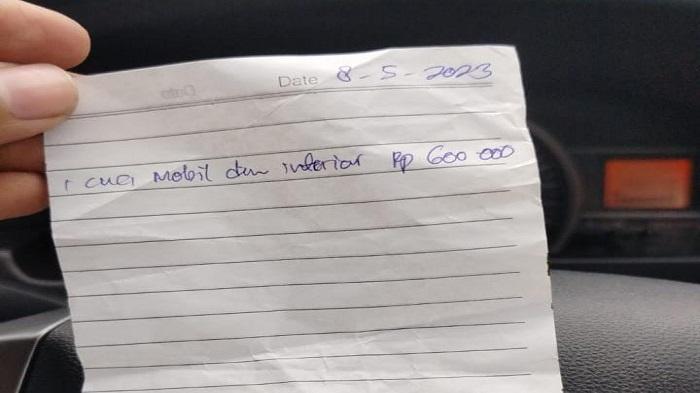 Date 8-5-2023
1 cuci mobil dan interior Rp 600.000